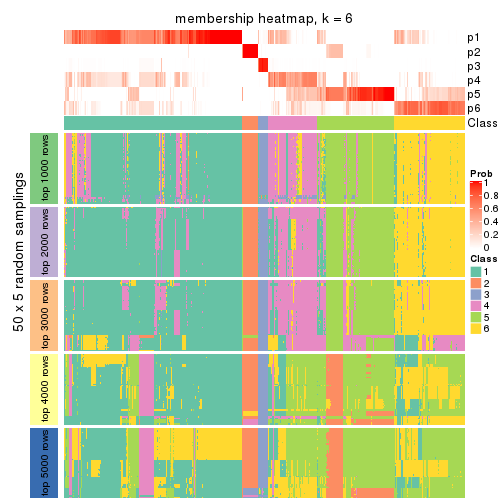 membership heatmap, k = 6
p1
p2
p3
p4
p5
p6
Class
50 x 5 random samplings
top 1000 rows
top 2000 rows
top 3000 rows
top 4000 rows
top 5000 rows
Prob
1
0.8
0.6
0.4
0.2
0
Class
1
2
3
4
5
6